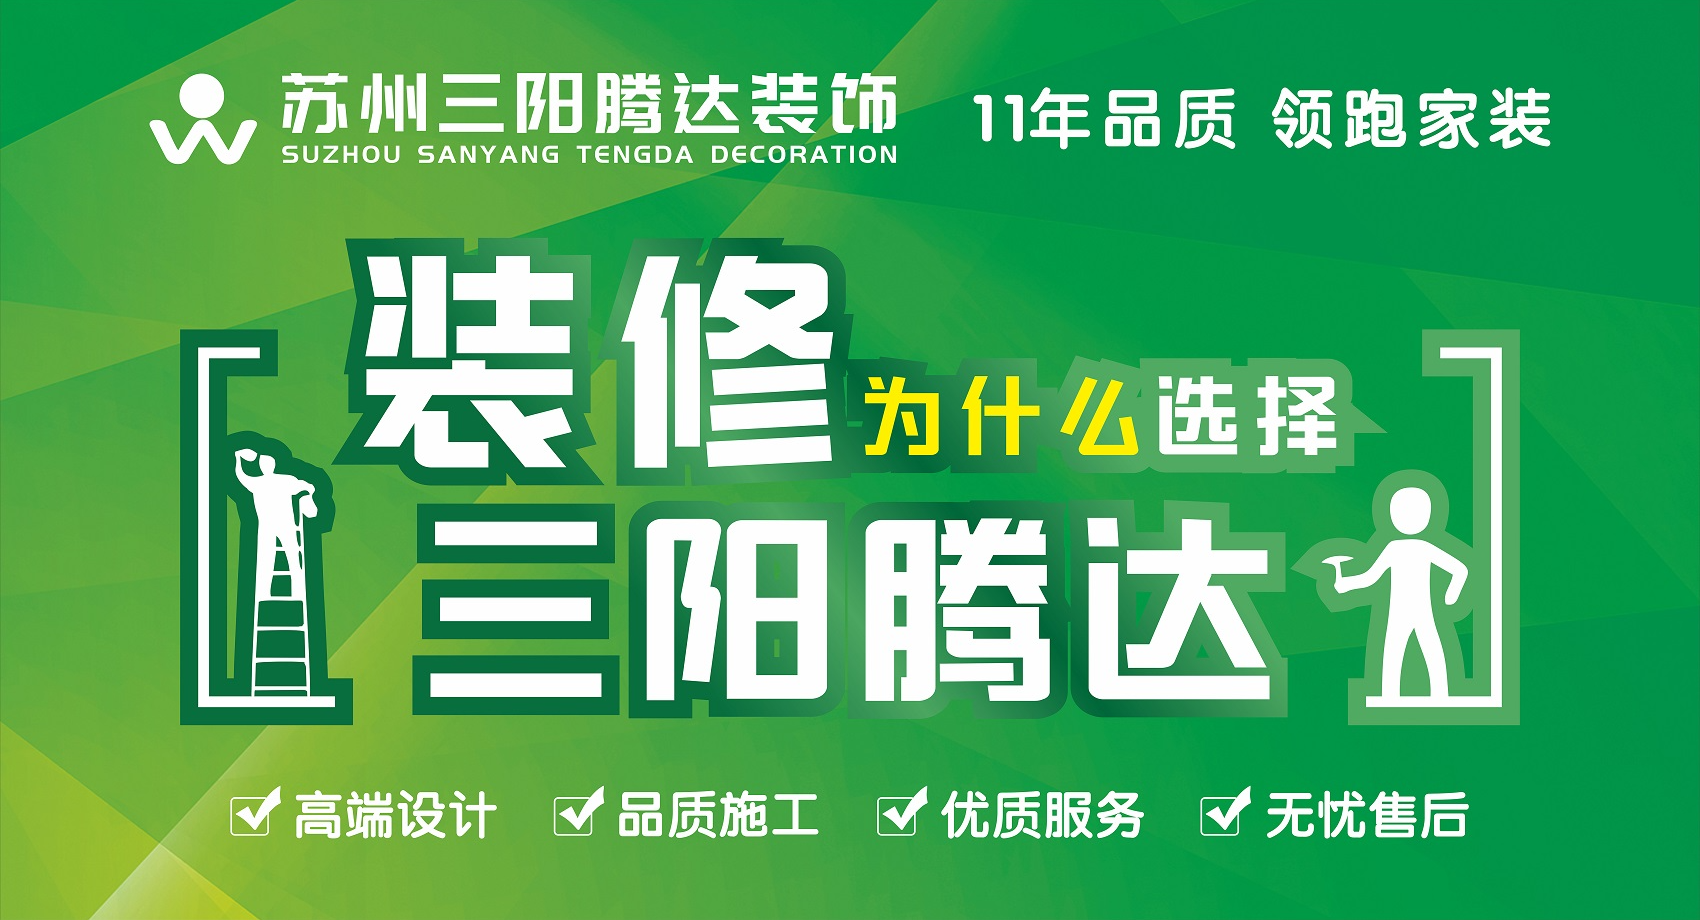 苏州三阳腾达装饰
SUZHOU SANYANG TENGDA DECORATION
11年品质 领跑家装
装修为什么选择
三阳腾达
高端设计 品质施工 优质服务 无忧售后